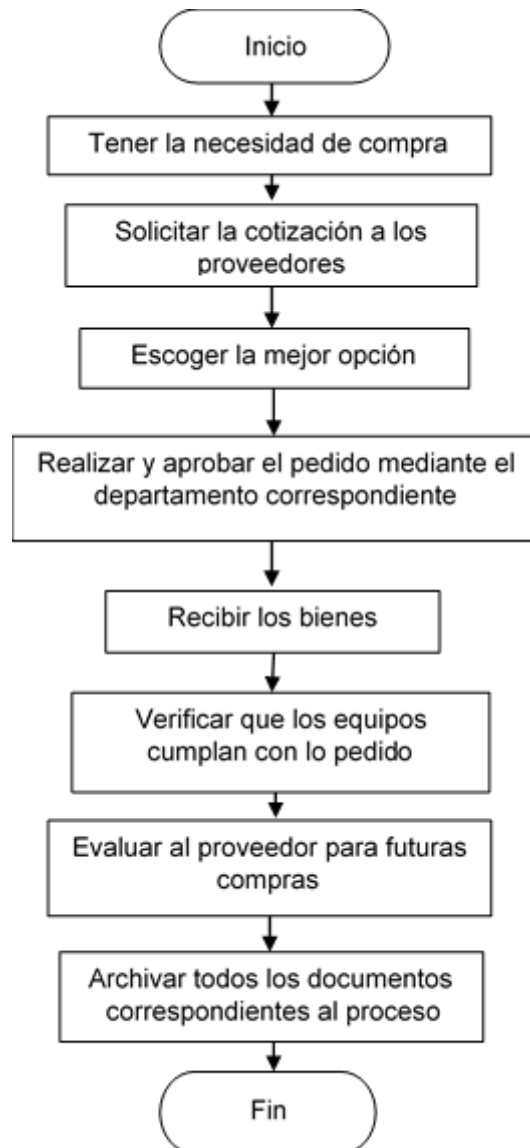 Inicio
Tener la necesidad de compra
Solicitar la cotización a los
proveedores
Escoger la mejor opción
Realizar y aprobar el pedido mediante el
departamento correspondiente
Recibir los bienes
Verificar que los equipos
cumplan con lo pedido
Evaluar al proveedor para futuras
compras
Archivar todos los documentos
correspondientes al proceso
Fin